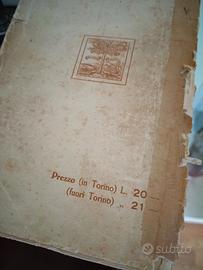 Prezzo (in Torino) L. 20
(fuori Torino) „ 21
subito